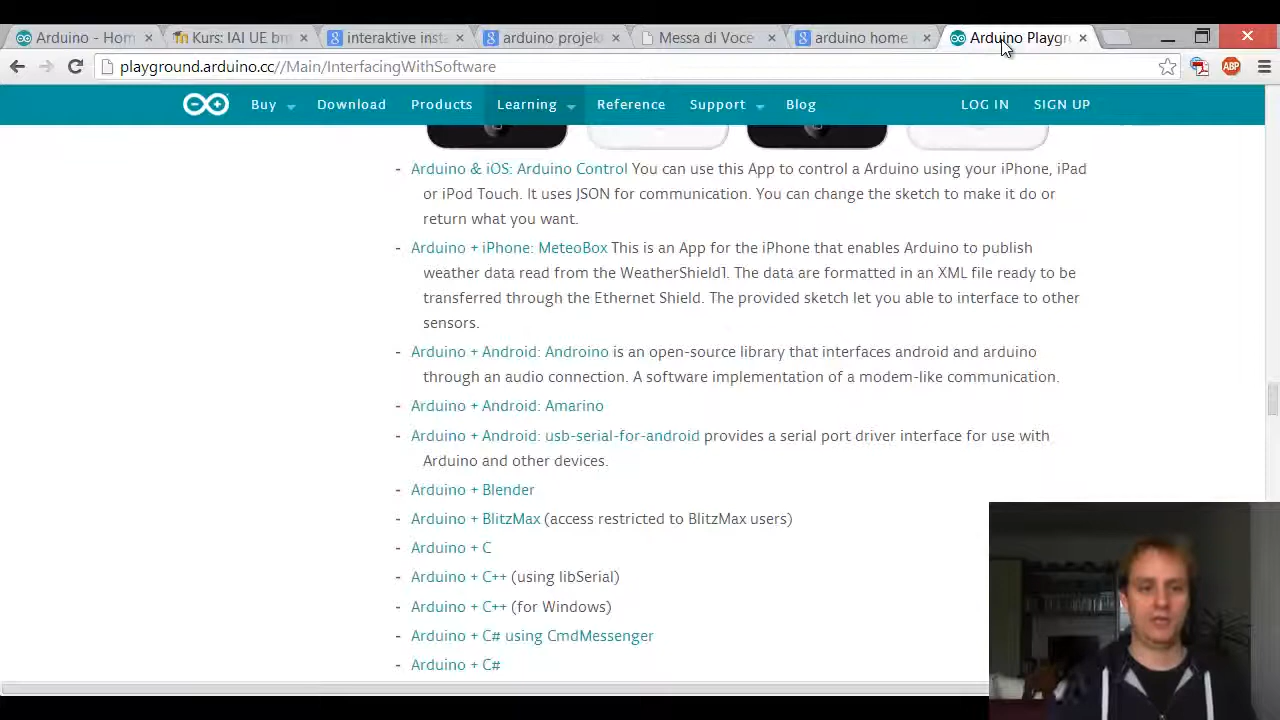 Arduino - Hom
Kurs: IAI UE bm
interaktive inst
arduino projek
Messa di Voce
arduino home
Arduino Playgr
playground.arduino.cc//Main/InterfacingWithSoftware
ABP
Buy Download Products Learning Reference Support Blog LOG IN SIGN UP
- Arduino & iOS: Arduino Control You can use this App to control a Arduino using your iPhone, iPad
or iPod Touch. It uses JSON for communication. You can change the sketch to make it do or
return what you want.
- Arduino + iPhone: MeteoBox This is an App for the iPhone that enables Arduino to publish
weather data read from the WeatherShield1. The data are formatted in an XML file ready to be
transferred through the Ethernet Shield. The provided sketch let you able to interface to other
sensors.
- Arduino + Android: Androino is an open-source library that interfaces android and arduino
through an audio connection. A software implementation of a modem-like communication.
- Arduino + Android: Amarino
- Arduino + Android: usb-serial-for-android provides a serial port driver interface for use with
Arduino and other devices.
- Arduino + Blender
- Arduino + BlitzMax (access restricted to BlitzMax users)
- Arduino + C
- Arduino + C++ (using libSerial)
- Arduino + C++ (for Windows)
- Arduino + C# using CmdMessenger
- Arduino + C#